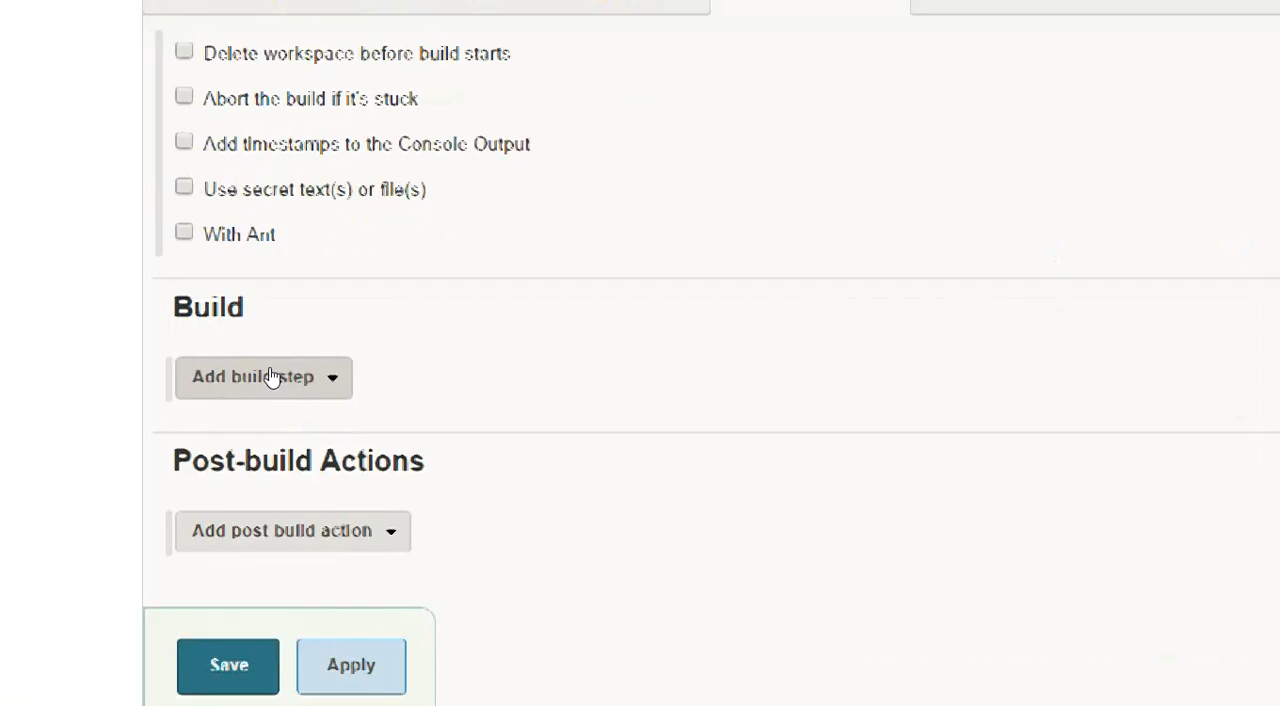 Delete workspace before build starts
Abort the build if it's stuck
Add timestamps to the Console Output
Use secret text(s) or file(s)
With Ant
Build
Add build step
Post-build Actions
Add post build action
Save
Apply